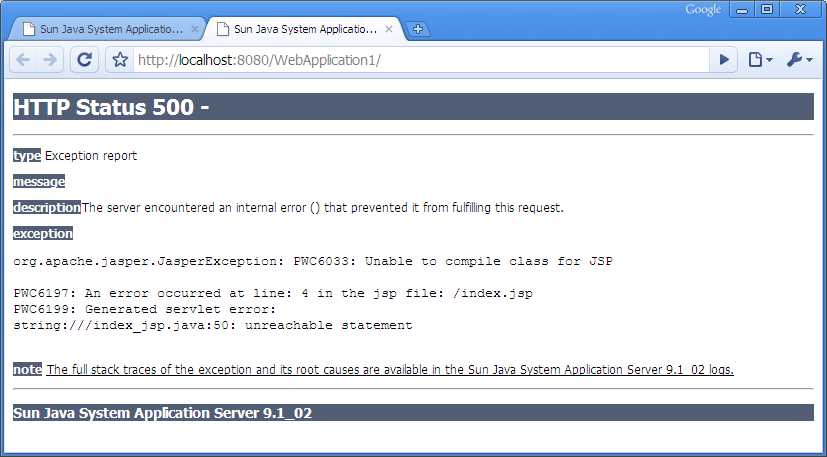 Google
Sun Java System Applicatio...
Sun Java System Applicatio...
http://localhost:8080/WebApplication1/
HTTP Status 500 -
type Exception report
message
descriptionThe server encountered an internal error () that prevented it from fulfilling this request.
exception
org.apache.jasper.JasperException: PWC6033: Unable to compile class for JSP
PWC6197: An error occurred at line: 4 in the jsp file: /index.jsp
PWC6199: Generated servlet error:
string:///index_jsp.java:50: unreachable statement
note The full stack traces of the exception and its root causes are available in the Sun Java System Application Server 9.1_02 logs.
Sun Java System Application Server 9.1_02